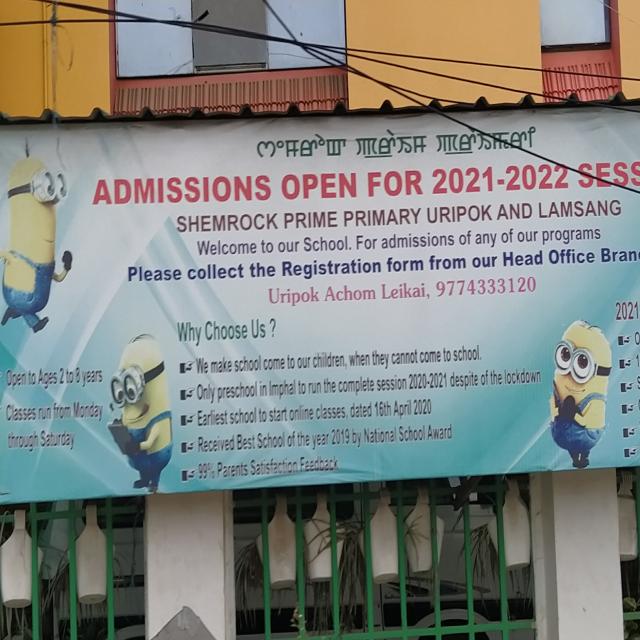 ADMISSIONS OPEN FOR 2021-2022 SESS
SHEMROCK PRIME PRIMARY URIPOK AND LAMSANG
Welcome to our School. For admissions of any of our programs
Please collect the Registration form from our Head Office Bran
Uripok Achom Leikai, 9774333120
Why Choose Us ?
We make school come to our children, when they cannot come to school.
Only preschool in Imphal to run the complete session 2020-2021 despite of the lockdown
Earliest school to start online classes, dated 16th April 2020
Received Best School of the year 2019 by National School Award
99% Parents Satisfaction Feedback
Open to Ages 2 to 8 years
Classes run from Monday
through Saturday
2021